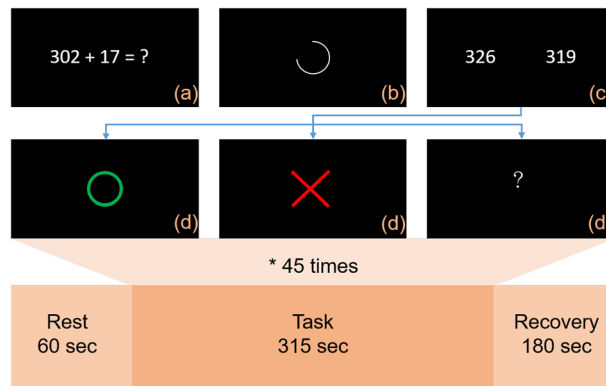 302 + 17 = ?
(a)
(b)
326 319
(c
(d)
(d)
?
(d
* 45 times
Rest
60 sec
Task
315 sec
Recovery
180 sec